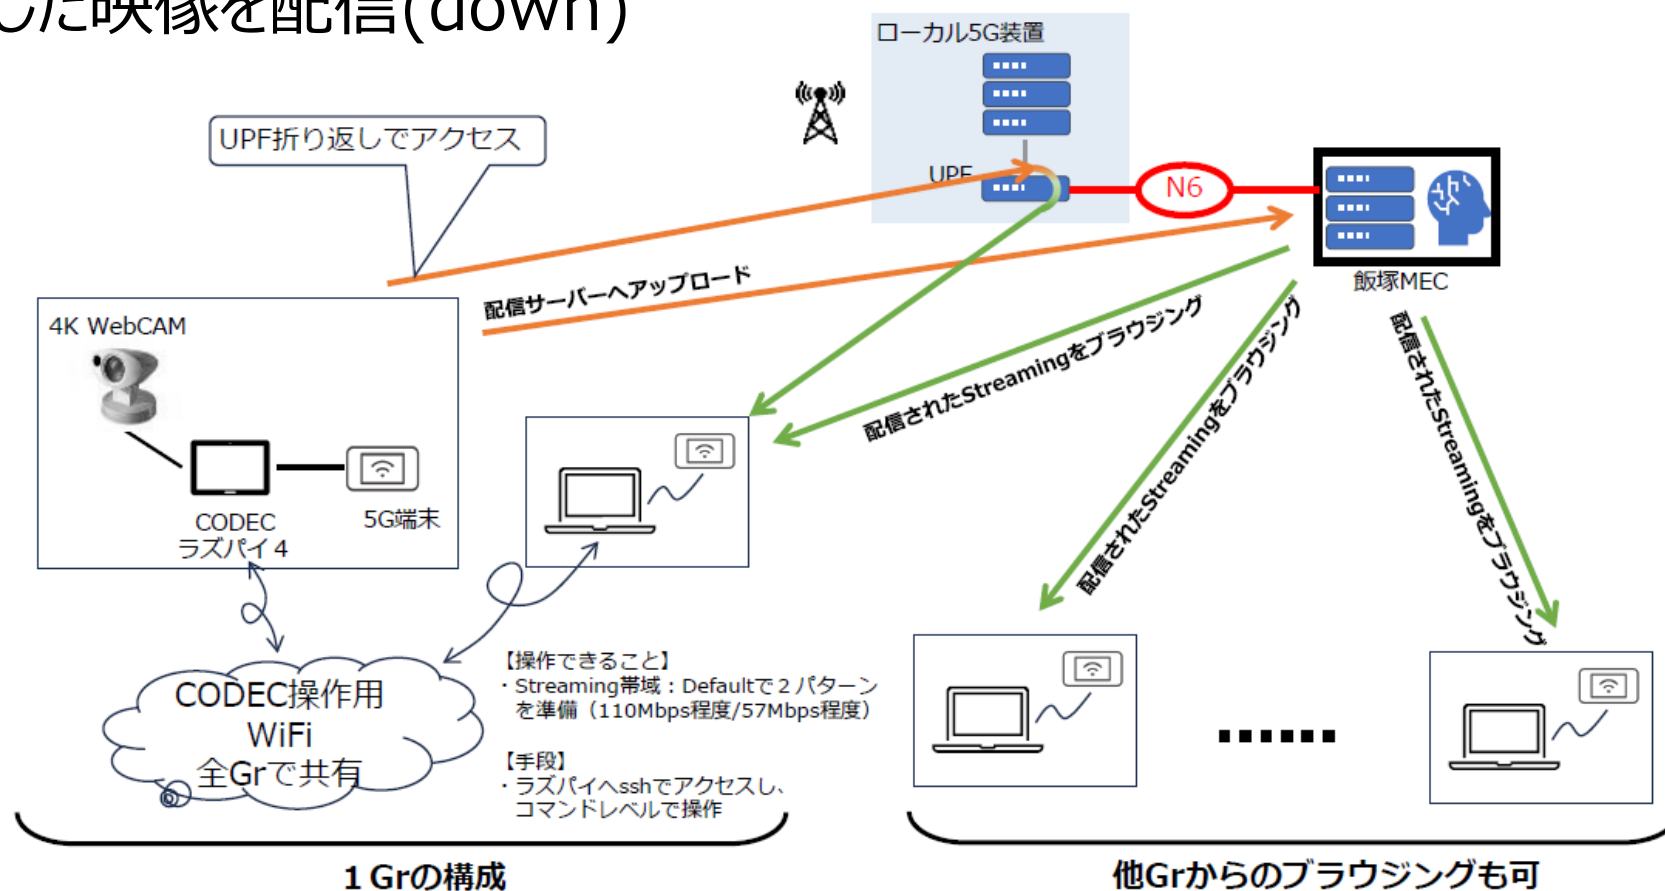 した映像を配信(down)
ローカル5G装置
UPF折り返しでアクセス
UPF
N6
飯塚MEC
配信サーバーへアップロード
配信されたStreamingをブラウジング
配信されたStreamingをブラウジング
配信されたStreamingをブラウジング
4K WebCAM
CODEC
ラズパイ４
5G端末
CODEC操作用
WiFi
全Grで共有
【操作できること】
・Streaming帯域：Defaultで２パターン
を準備（110Mbps程度/57Mbps程度）
【手段】
・ラズパイへsshでアクセスし、
コマンドレベルで操作
１Grの構成
他Grからのブラウジングも可